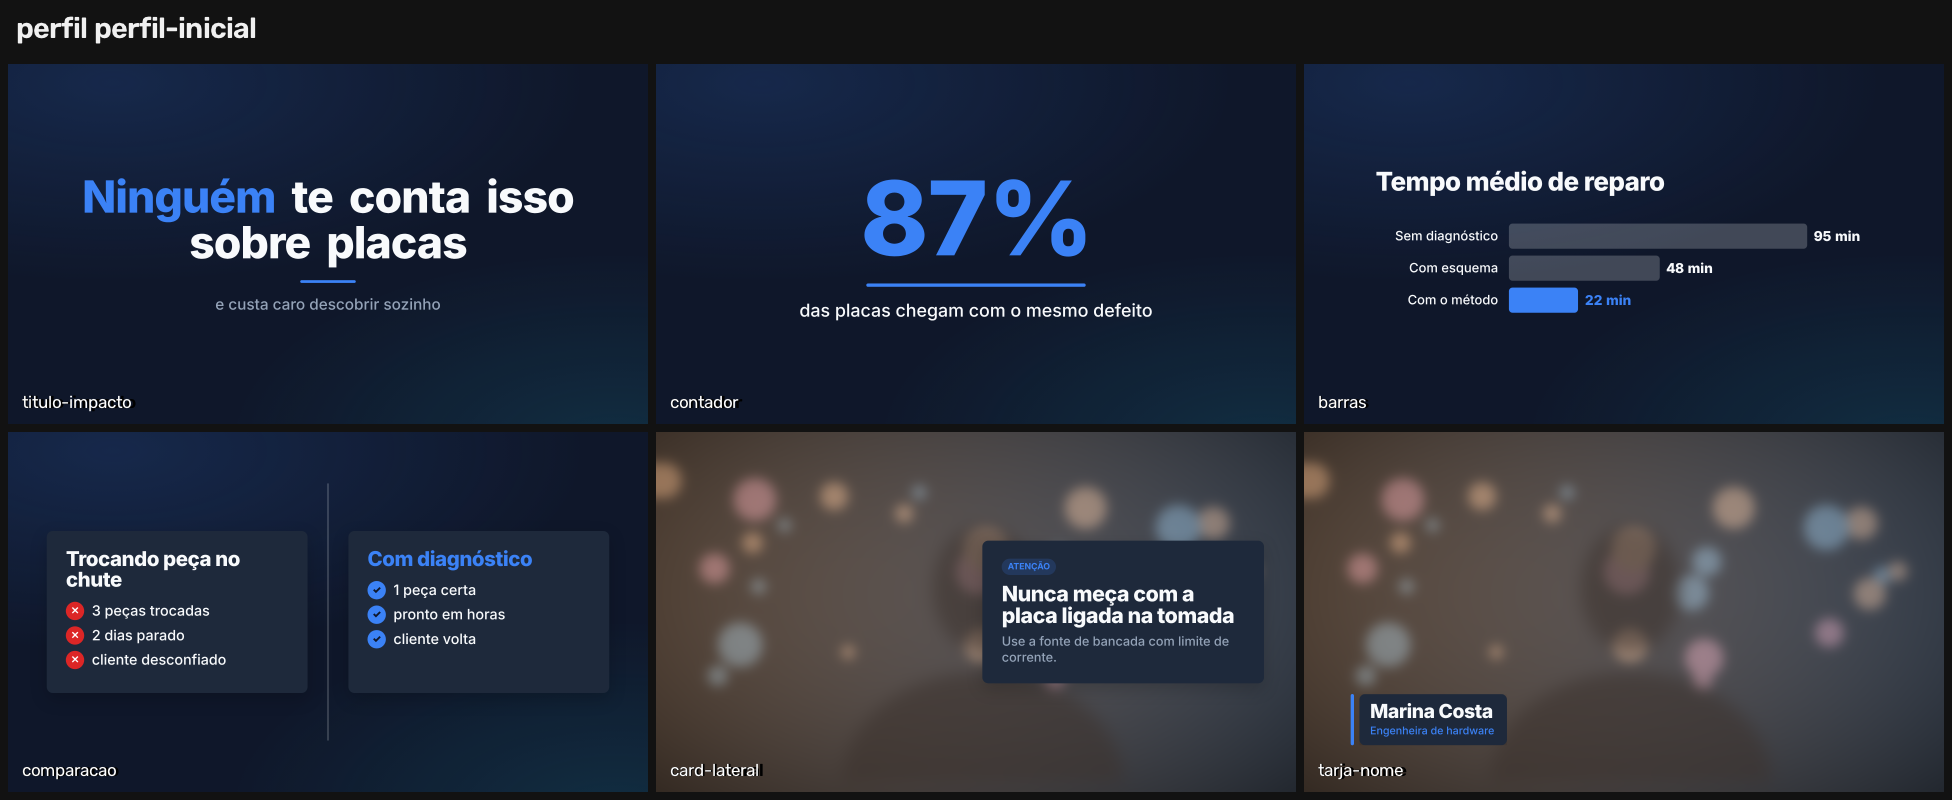 perfil perfil-inicial
Ninguém te conta isso
sobre placas
e custa caro descobrir sozinho
titulo-impacto
87%
das placas chegam com o mesmo defeito
contador
Tempo médio de reparo
Sem diagnóstico 95 min
Com esquema 48 min
Com o método 22 min
barras
Trocando peça no
chute
3 peças trocadas
2 dias parado
cliente desconfiado
Com diagnóstico
1 peça certa
pronto em horas
cliente volta
comparacao
ATENÇÃO
Nunca meça com a
placa ligada na tomada
Use a fonte de bancada com limite de
corrente.
card-lateral
Marina Costa
Engenheira de hardware
tarja-nome